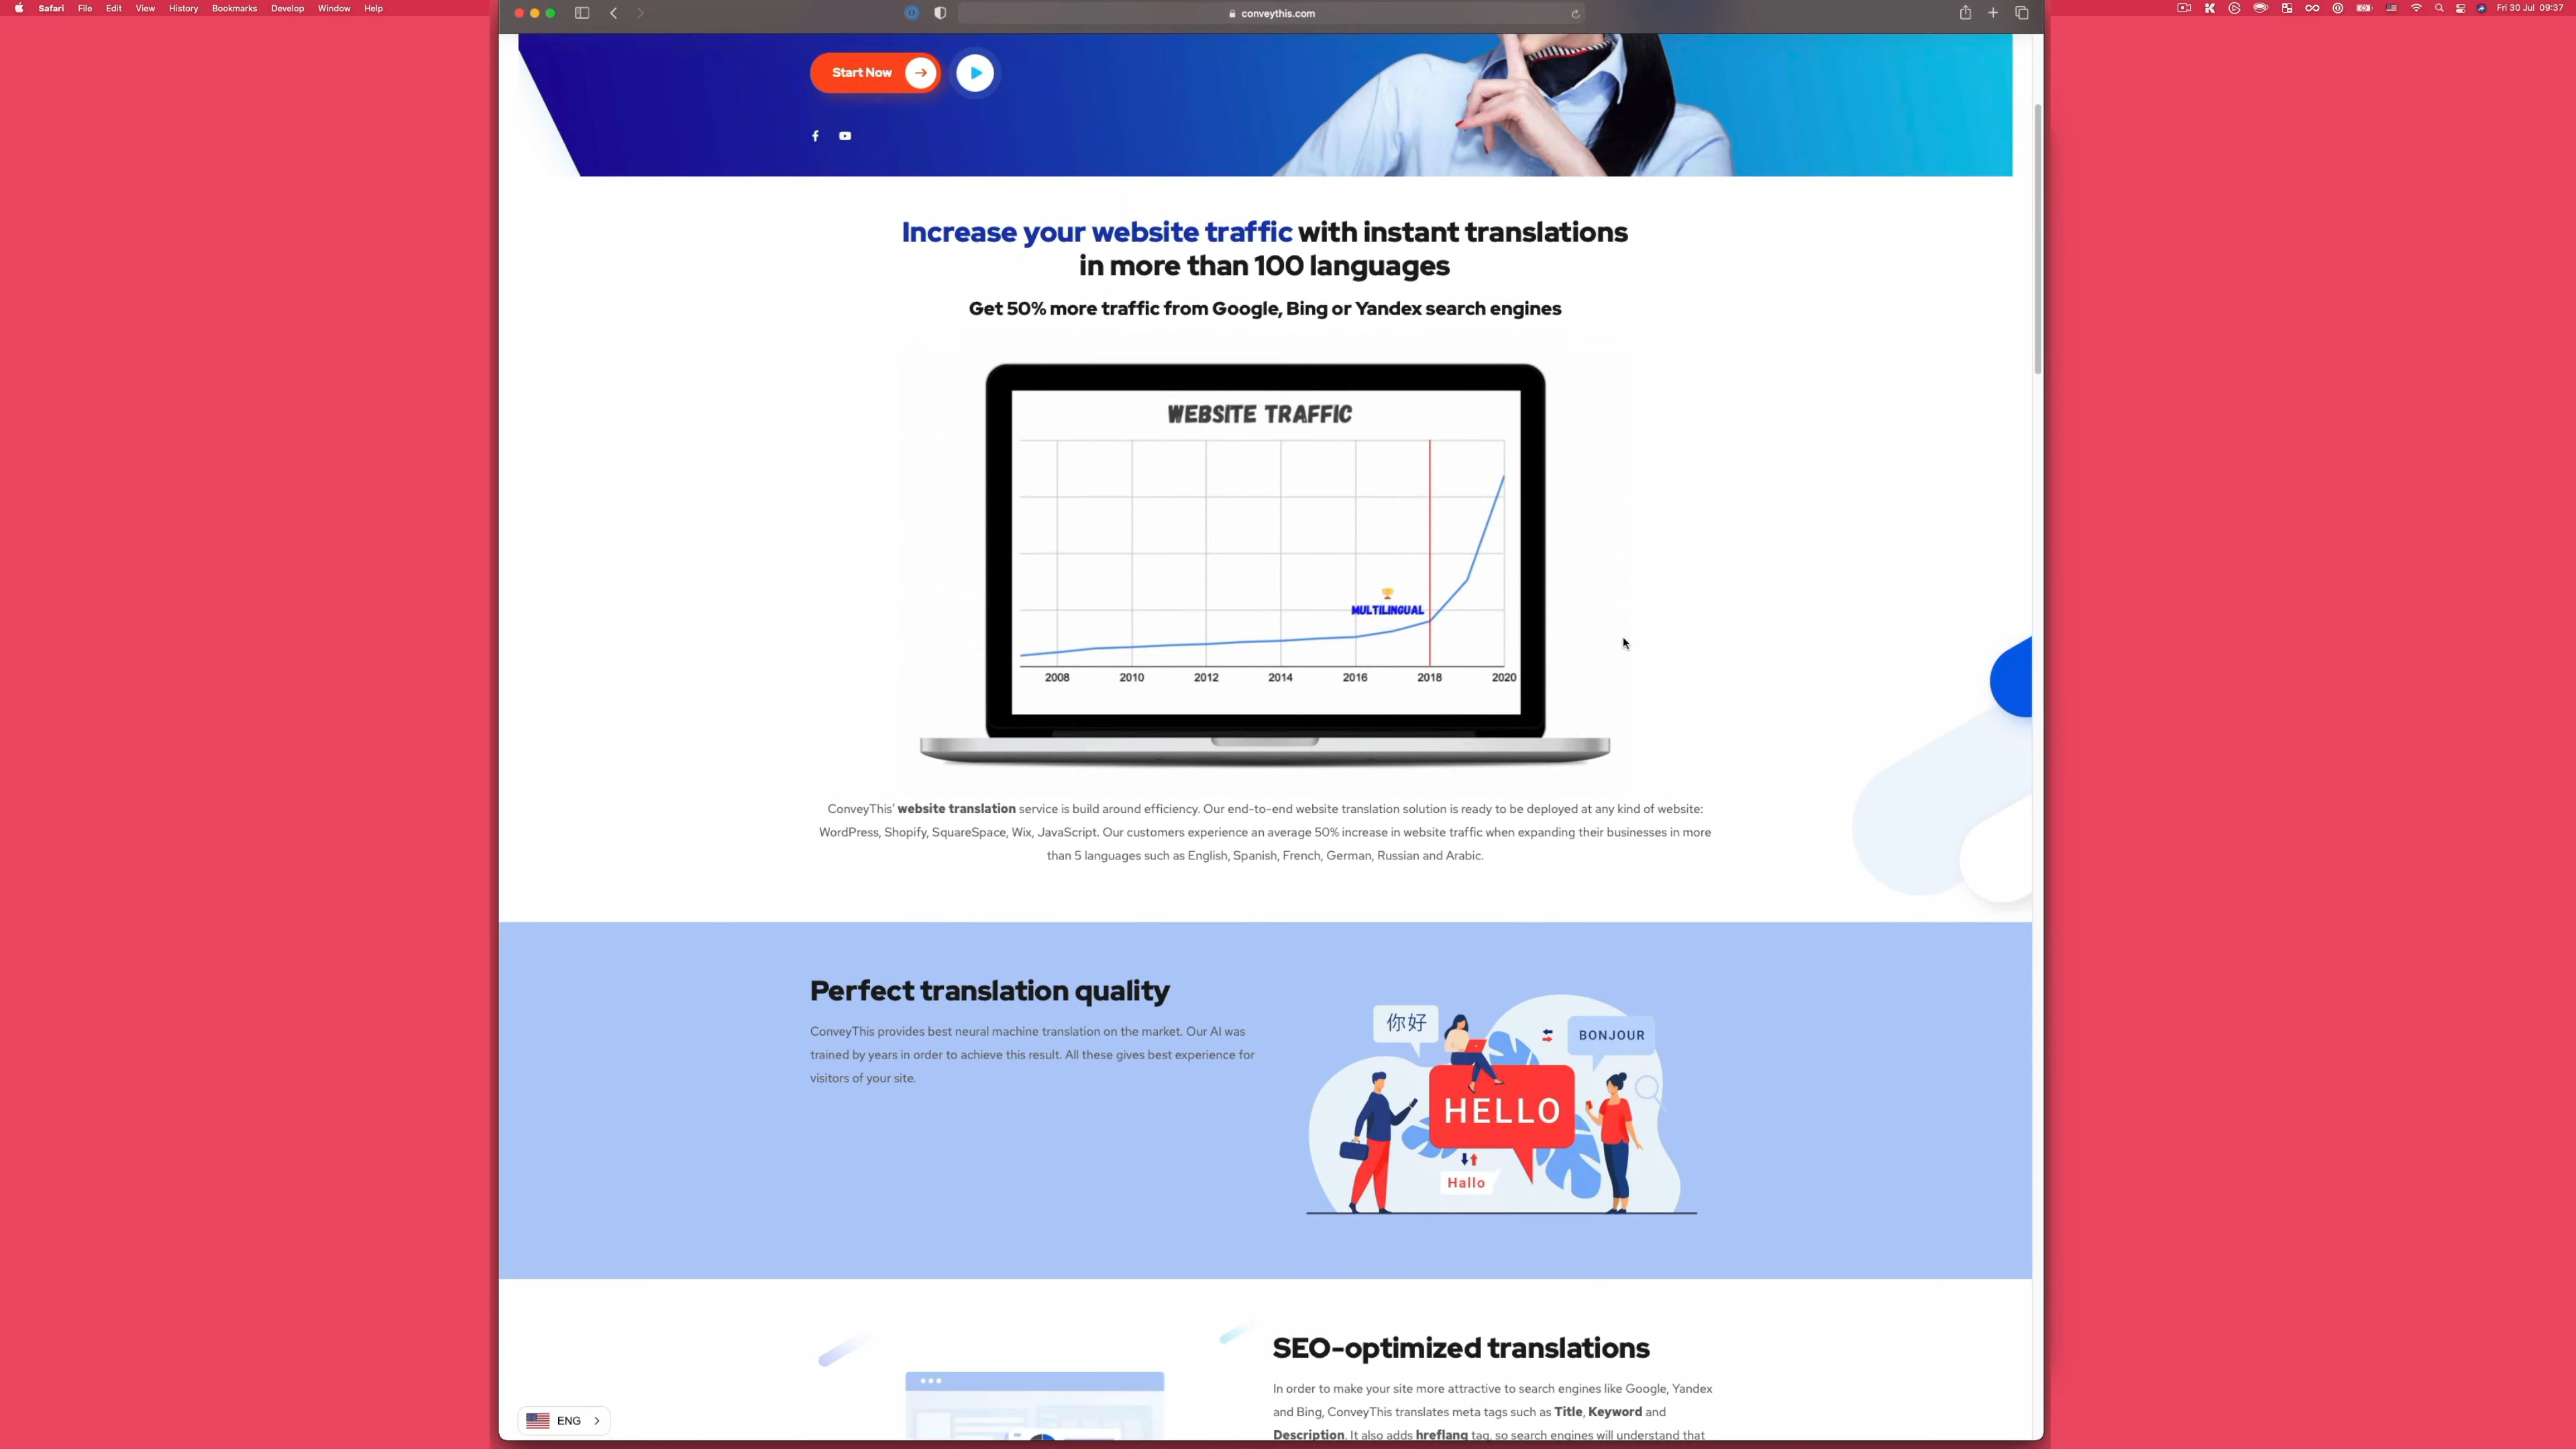 Safari File Edit View History Bookmarks Develop Window Help
Fri 30 Jul 09:37
conveythis.com
Start Now
Increase your website traffic with instant translations
in more than 100 languages
Get 50% more traffic from Google, Bing or Yandex search engines
WEBSITE TRAFFIC
MULTILINGUAL
2008 2010 2012 2014 2016 2018 2020
ConveyThis' website translation service is build around efficiency. Our end-to-end website translation solution is ready to be deployed at any kind of website:
WordPress, Shopify, SquareSpace, Wix, JavaScript. Our customers experience an average 50% increase in website traffic when expanding their businesses in more
than 5 languages such as English, Spanish, French, German, Russian and Arabic.
Perfect translation quality
ConveyThis provides best neural machine translation on the market. Our AI was
trained by years in order to achieve this result. All these gives best experience for
visitors of your site.
你好
BONJOUR
HELLO
Hallo
SEO-optimized translations
In order to make your site more attractive to search engines like Google, Yandex
and Bing, ConveyThis translates meta tags such as Title, Keyword and
Description. It also adds hreflang tag, so search engines will understand that
ENG